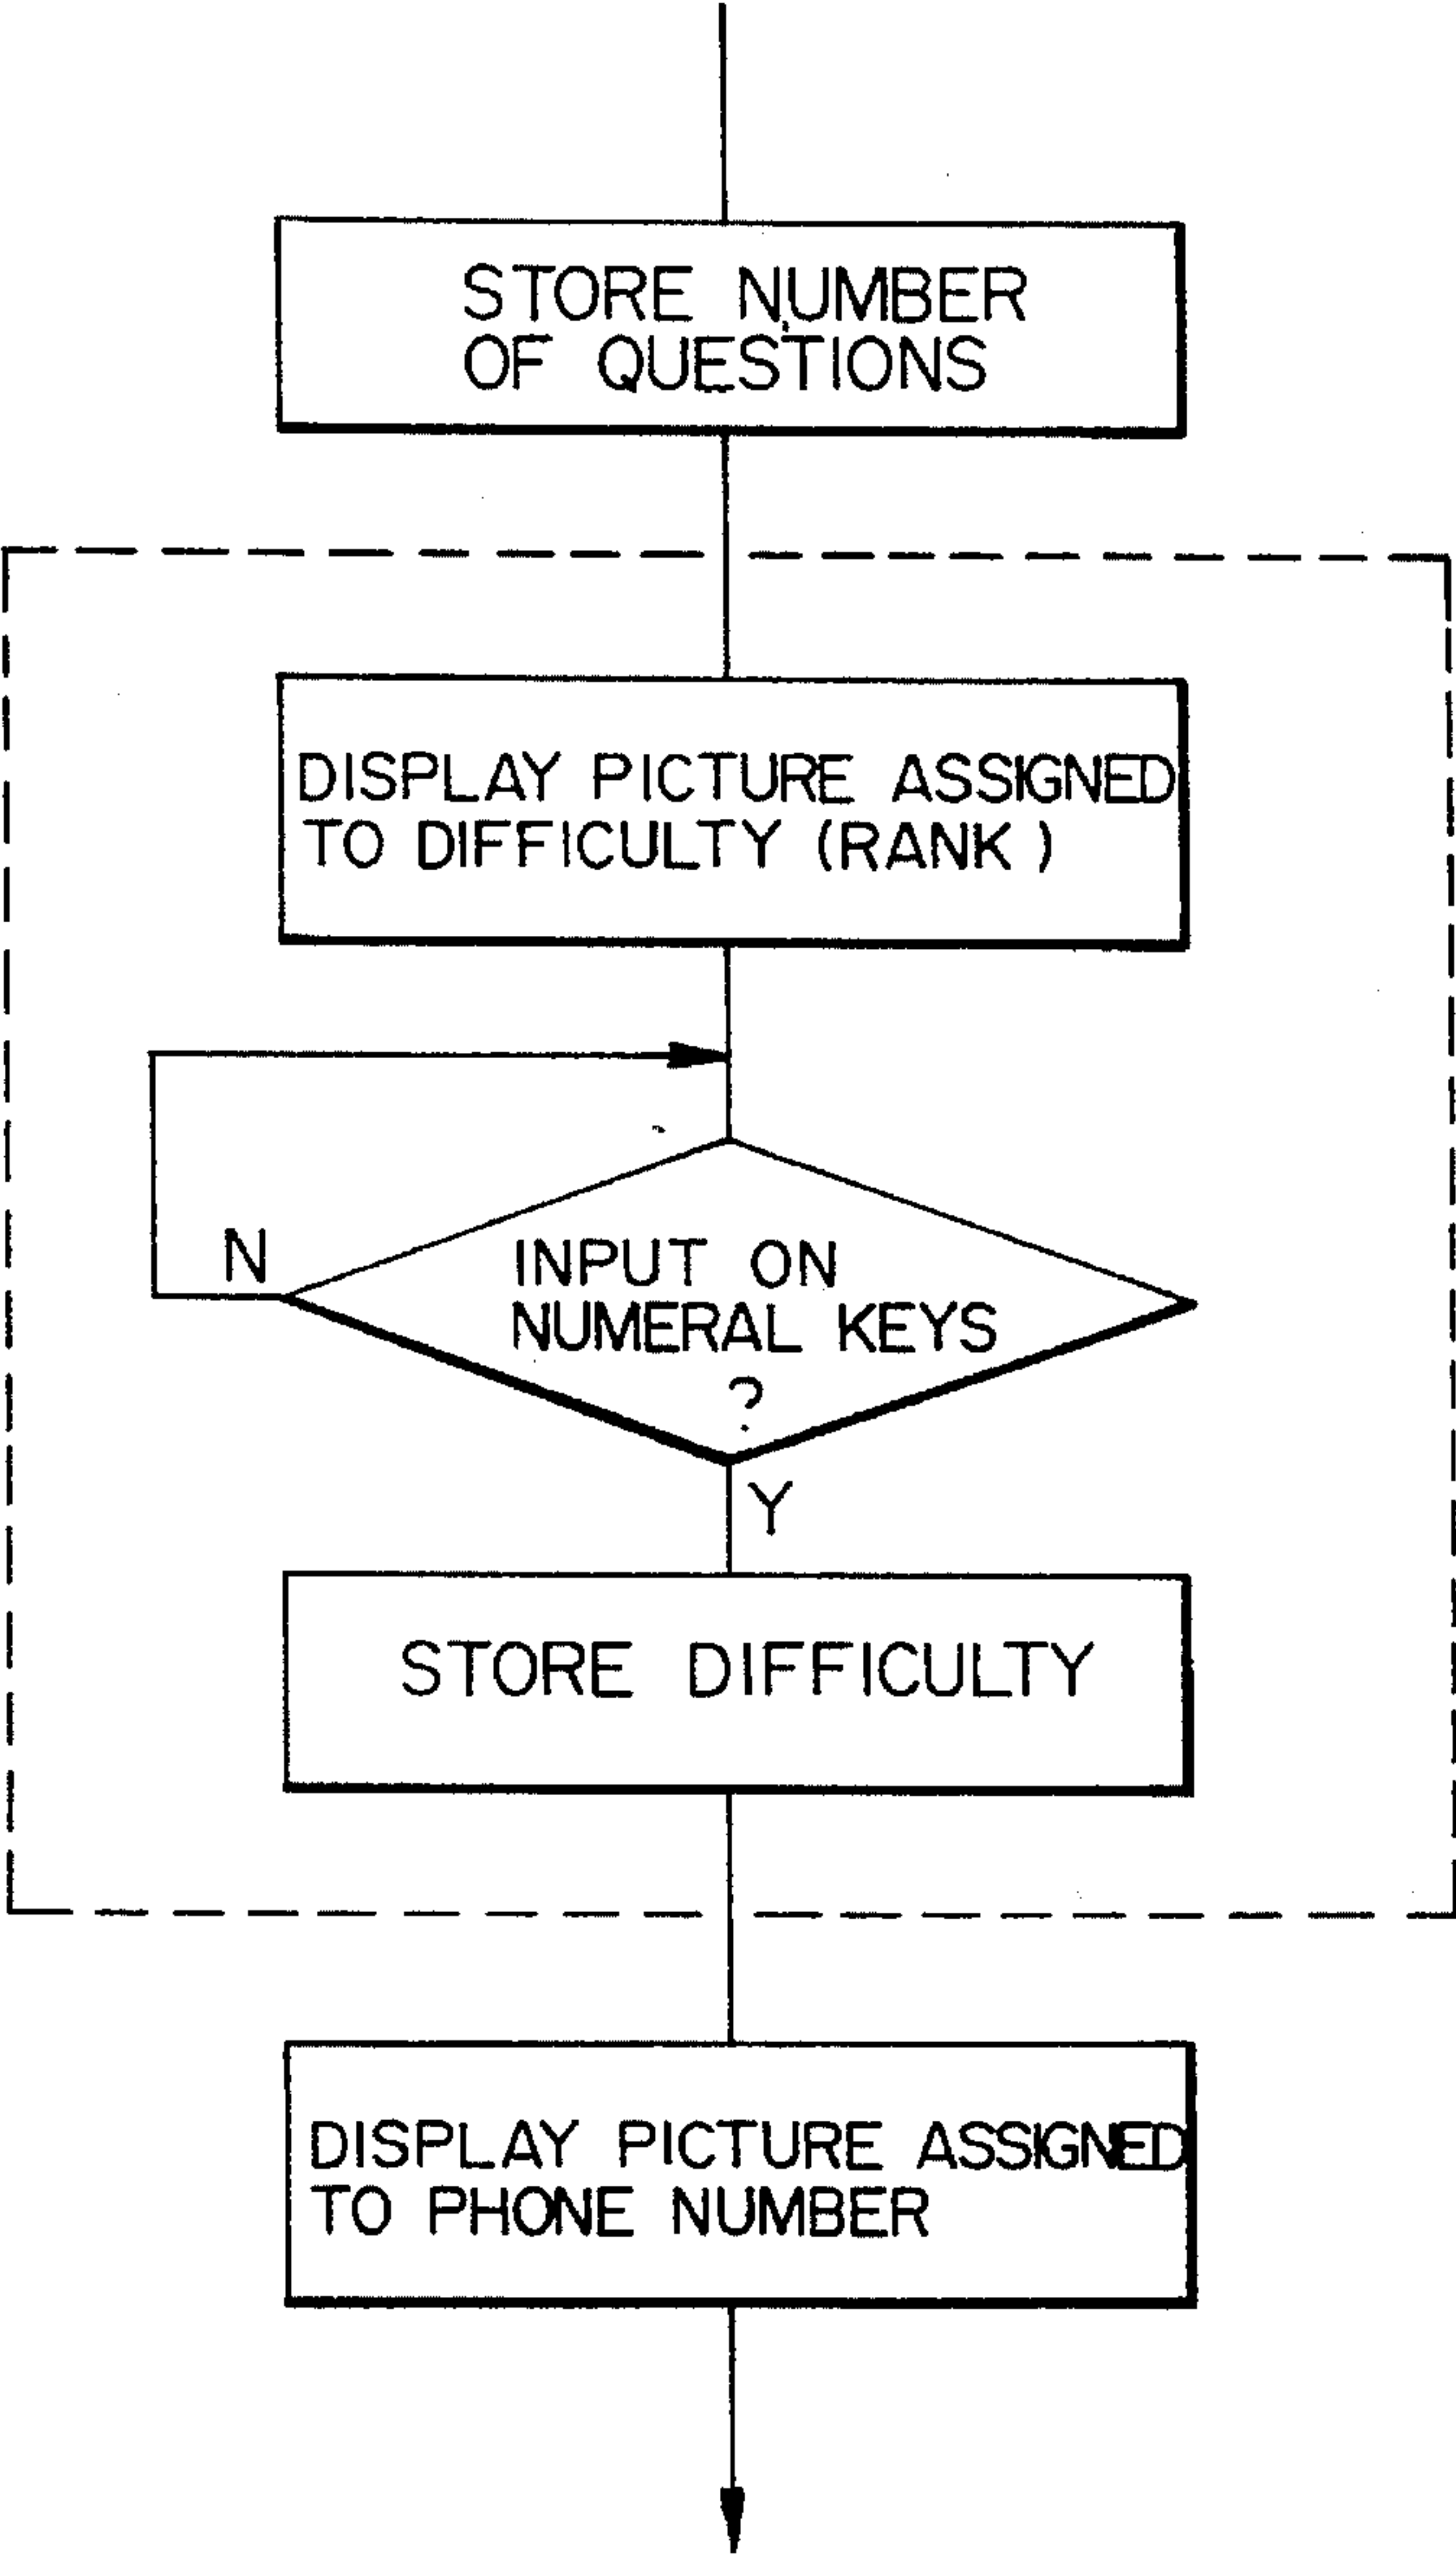 STORE NUMBER
OF QUESTIONS
DISPLAY PICTURE ASSIGNED
TO DIFFICULTY (RANK)
N
INPUT ON
NUMERAL KEYS
?
Y
STORE DIFFICULTY
DISPLAY PICTURE ASSIGNED
TO PHONE NUMBER